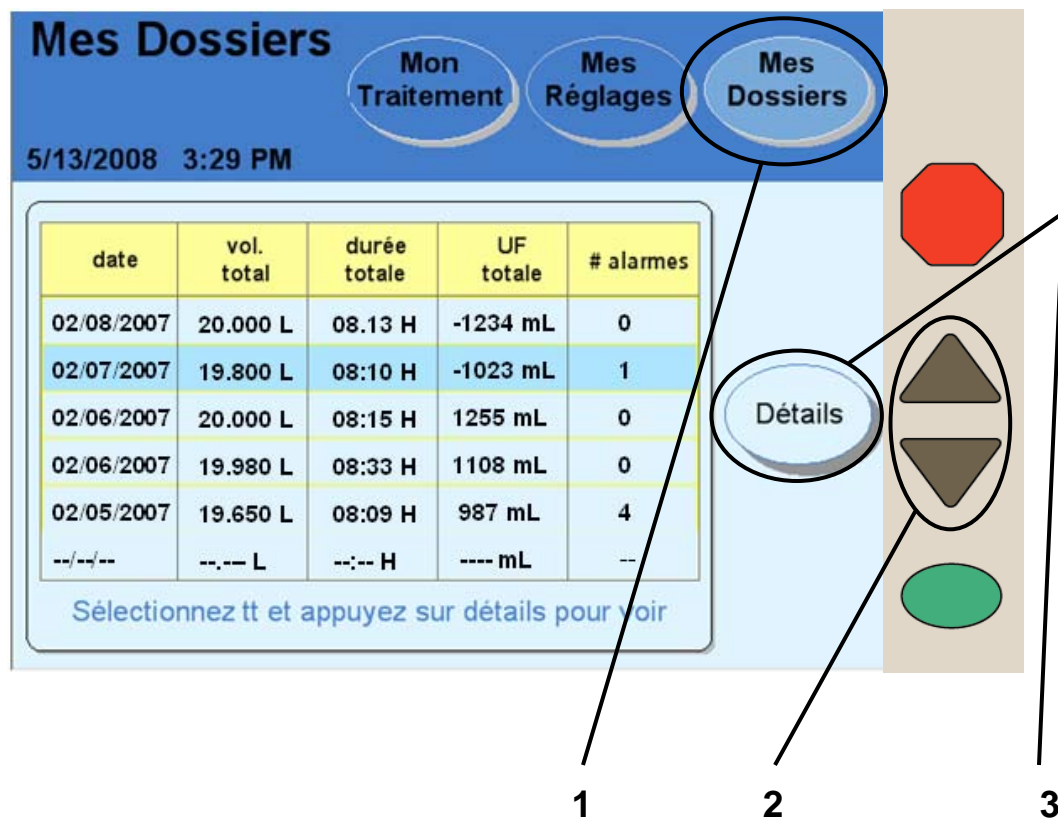 Mes Dossiers
Mon
Traitement
Mes
Réglages
Mes
Dossiers
5/13/2008 3:29 PM
date vol. total durée totale UF totale # alarmes
02/08/2007 20.000 L 08.13 H -1234 mL 0
02/07/2007 19.800 L 08:10 H -1023 mL 1
02/06/2007 20.000 L 08:15 H 1255 mL 0
02/06/2007 19.980 L 08:33 H 1108 mL 0
02/05/2007 19.650 L 08:09 H 987 mL 4
--/--/-- --.--- L --:-- H ---- mL --
Sélectionnez tt et appuyez sur détails pour voir
Détails
1 2 3